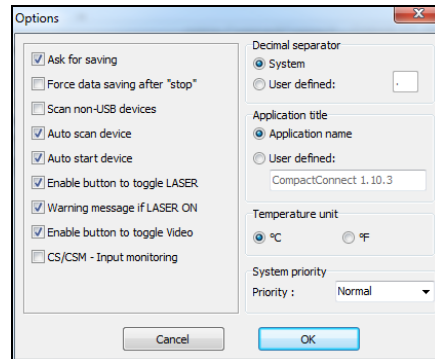 Options
Ask for saving
Force data saving after "stop"
Scan non-USB devices
Auto scan device
Auto start device
Enable button to toggle LASER
Warning message if LASER ON
Enable button to toggle Video
CS/CSM - Input monitoring
Decimal separator
System
User defined: .
Application title
Application name
User defined:
CompactConnect 1.10.3
Temperature unit
ºC ºF
System priority
Priority : Normal
Cancel OK